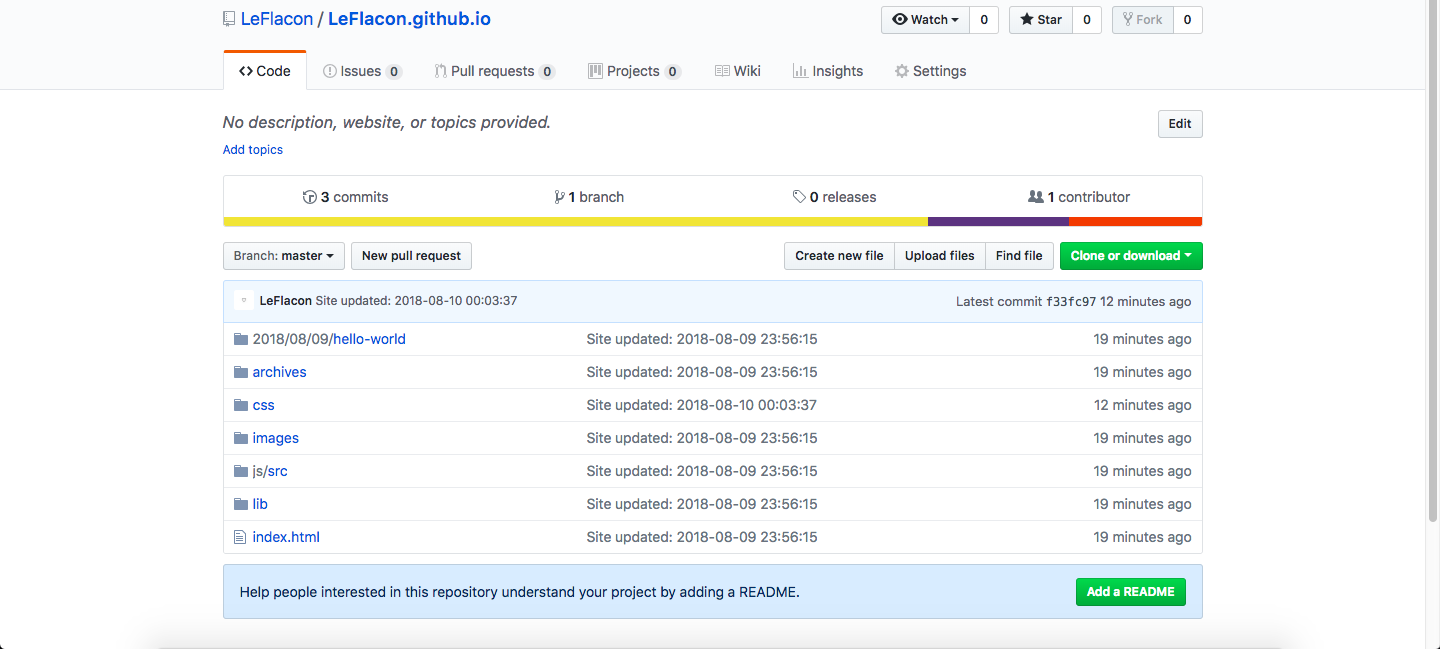 LeFlacon / LeFlacon.github.io
Watch 0 Star 0 Fork 0
Code Issues 0 Pull requests 0 Projects 0 Wiki Insights Settings
No description, website, or topics provided. Edit
Add topics
3 commits 1 branch 0 releases 1 contributor
Branch: master New pull request Create new file Upload files Find file Clone or download
LeFlacon Site updated: 2018-08-10 00:03:37 Latest commit f33fc97 12 minutes ago
2018/08/09/hello-world Site updated: 2018-08-09 23:56:15 19 minutes ago
archives Site updated: 2018-08-09 23:56:15 19 minutes ago
css Site updated: 2018-08-10 00:03:37 12 minutes ago
images Site updated: 2018-08-09 23:56:15 19 minutes ago
js/src Site updated: 2018-08-09 23:56:15 19 minutes ago
lib Site updated: 2018-08-09 23:56:15 19 minutes ago
index.html Site updated: 2018-08-09 23:56:15 19 minutes ago
Help people interested in this repository understand your project by adding a README. Add a README